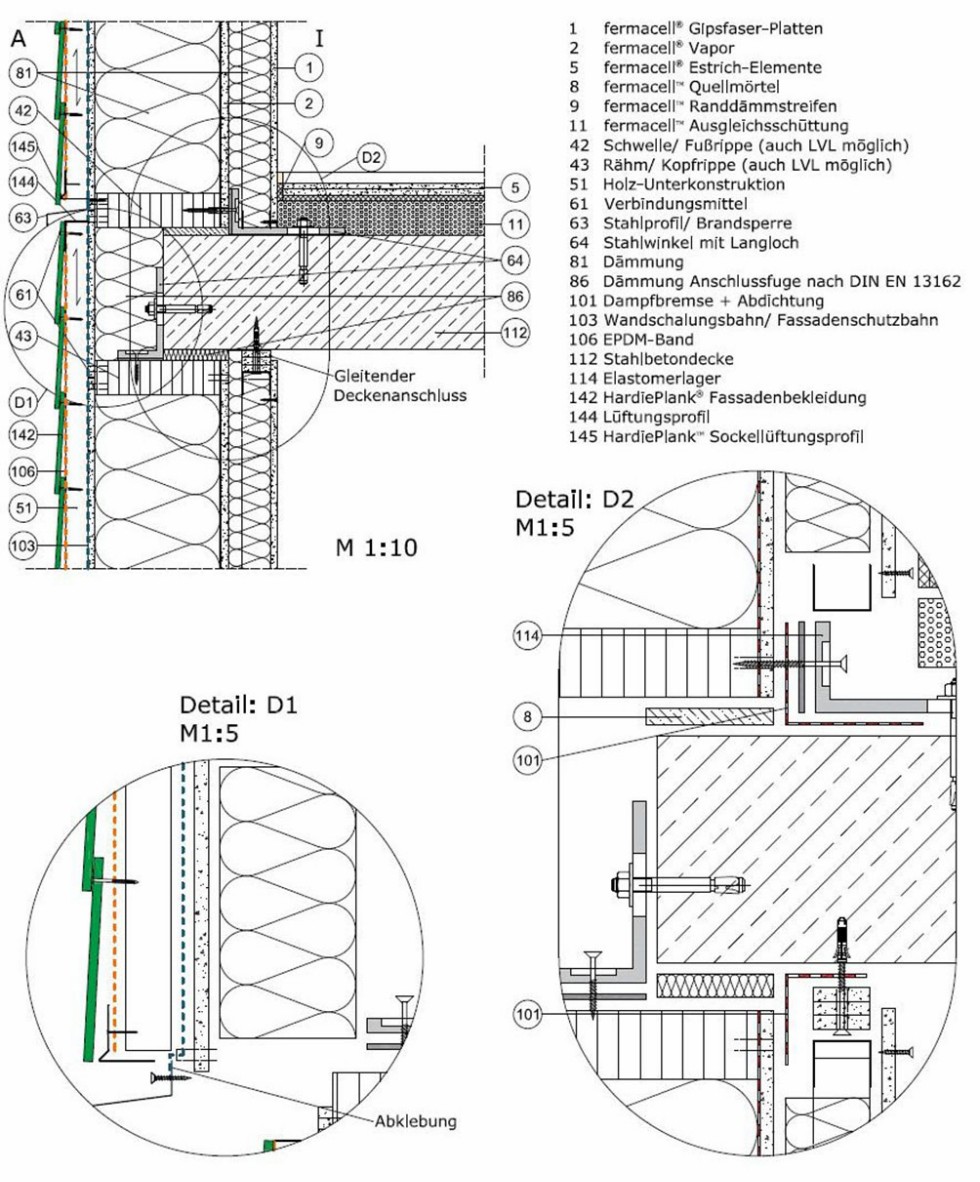 A
I
81
42
145
144
63
61
43
D1
142
106
51
103
1
2
9
D2
5
11
64
86
112
Gleitender
Deckenanschluss
M 1:10
1 fermacell® Gipsfaser-Platten
2 fermacell® Vapor
5 fermacell® Estrich-Elemente
8 fermacell™ Quellmörtel
9 fermacell™ Randdämmstreifen
11 fermacell™ Ausgleichsschüttung
42 Schwelle/ Fußrippe (auch LVL möglich)
43 Rähm/ Kopfrippe (auch LVL möglich)
51 Holz-Unterkonstruktion
61 Verbindungsmittel
63 Stahlprofil/ Brandsperre
64 Stahlwinkel mit Langloch
81 Dämmung
86 Dämmung Anschlussfuge nach DIN EN 13162
101 Dampfbremse + Abdichtung
103 Wandschalungsbahn/ Fassadenschutzbahn
106 EPDM-Band
112 Stahlbetondecke
114 Elastomerlager
142 HardiePlank® Fassadenbekleidung
144 Lüftungsprofil
145 HardiePlank™ Sockellüftungsprofil
Detail: D2
M1:5
114
8
101
101
Detail: D1
M1:5
Abklebung